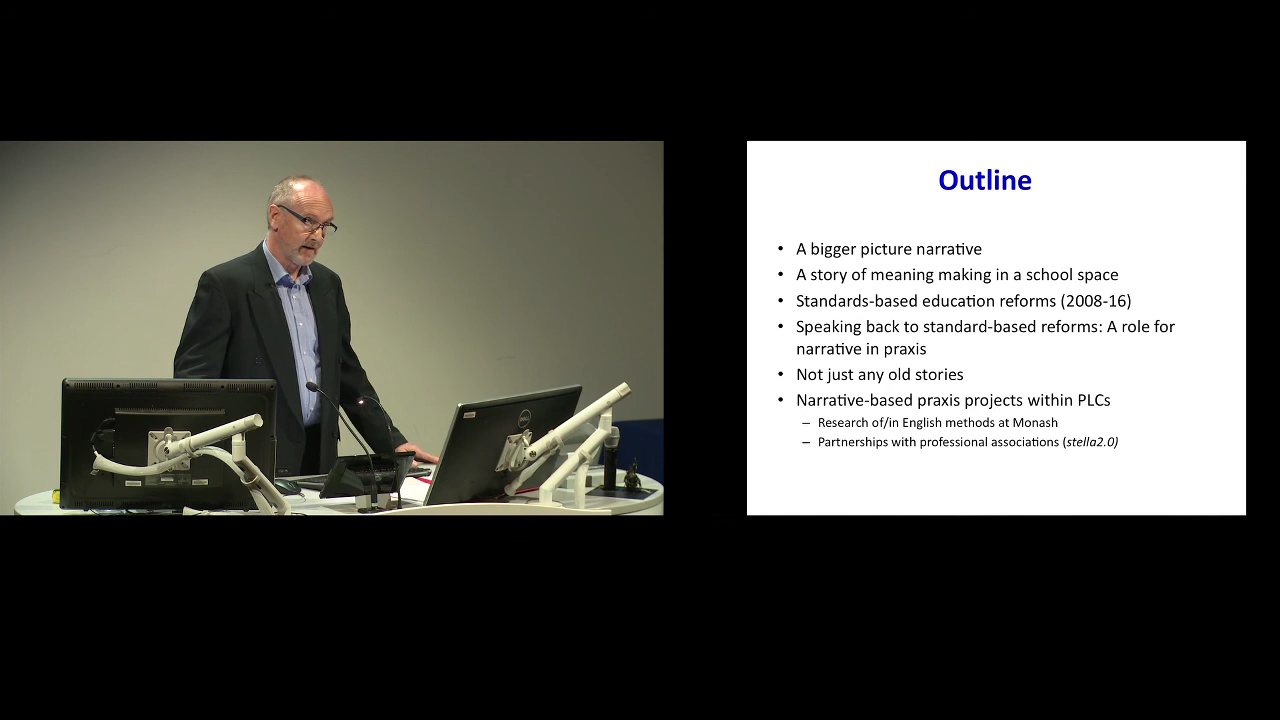 Outline
• A bigger picture narrative
• A story of meaning making in a school space
• Standards-based education reforms (2008-16)
• Speaking back to standard-based reforms: A role for
narrative in praxis
• Not just any old stories
• Narrative-based praxis projects within PLCs
– Research of/in English methods at Monash
– Partnerships with professional associations (stella2.0)
DELL